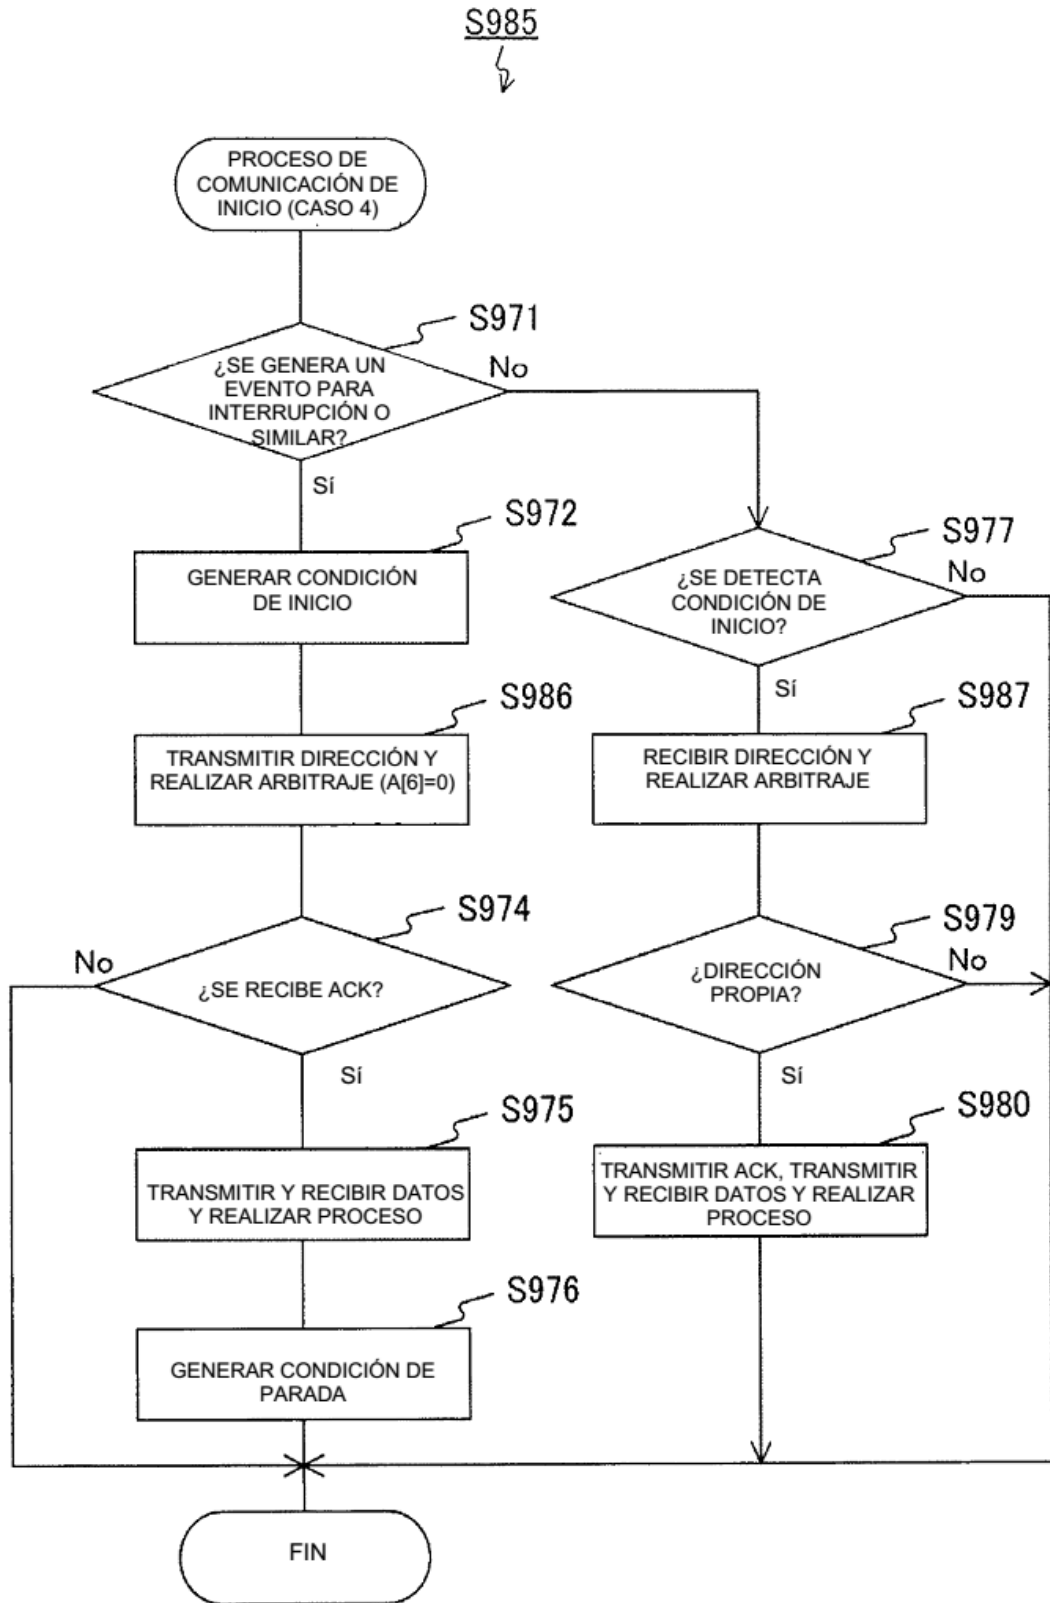 S985
PROCESO DE
COMUNICACIÓN DE
INICIO (CASO 4)
S971
¿SE GENERA UN
EVENTO PARA
INTERRUPCIÓN O
SIMILAR?
No
Sí
S972
GENERAR CONDICIÓN
DE INICIO
S977
¿SE DETECTA
CONDICIÓN DE
INICIO?
No
Sí
S986
TRANSMITIR DIRECCIÓN Y
REALIZAR ARBITRAJE (A[6]=0)
S987
RECIBIR DIRECCIÓN Y
REALIZAR ARBITRAJE
S974
¿SE RECIBE ACK?
No
Sí
S979
¿DIRECCIÓN
PROPIA?
No
Sí
S975
TRANSMITIR Y RECIBIR DATOS
Y REALIZAR PROCESO
S980
TRANSMITIR ACK, TRANSMITIR
Y RECIBIR DATOS Y REALIZAR
PROCESO
S976
GENERAR CONDICIÓN DE
PARADA
FIN